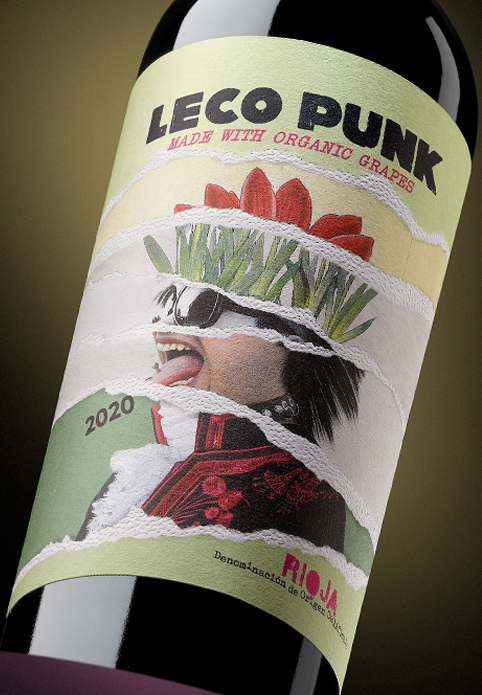 LECO PUNK
MADE WITH ORGANIC GRAPES
2020
RIOJA
Denominación de Origen Calificada